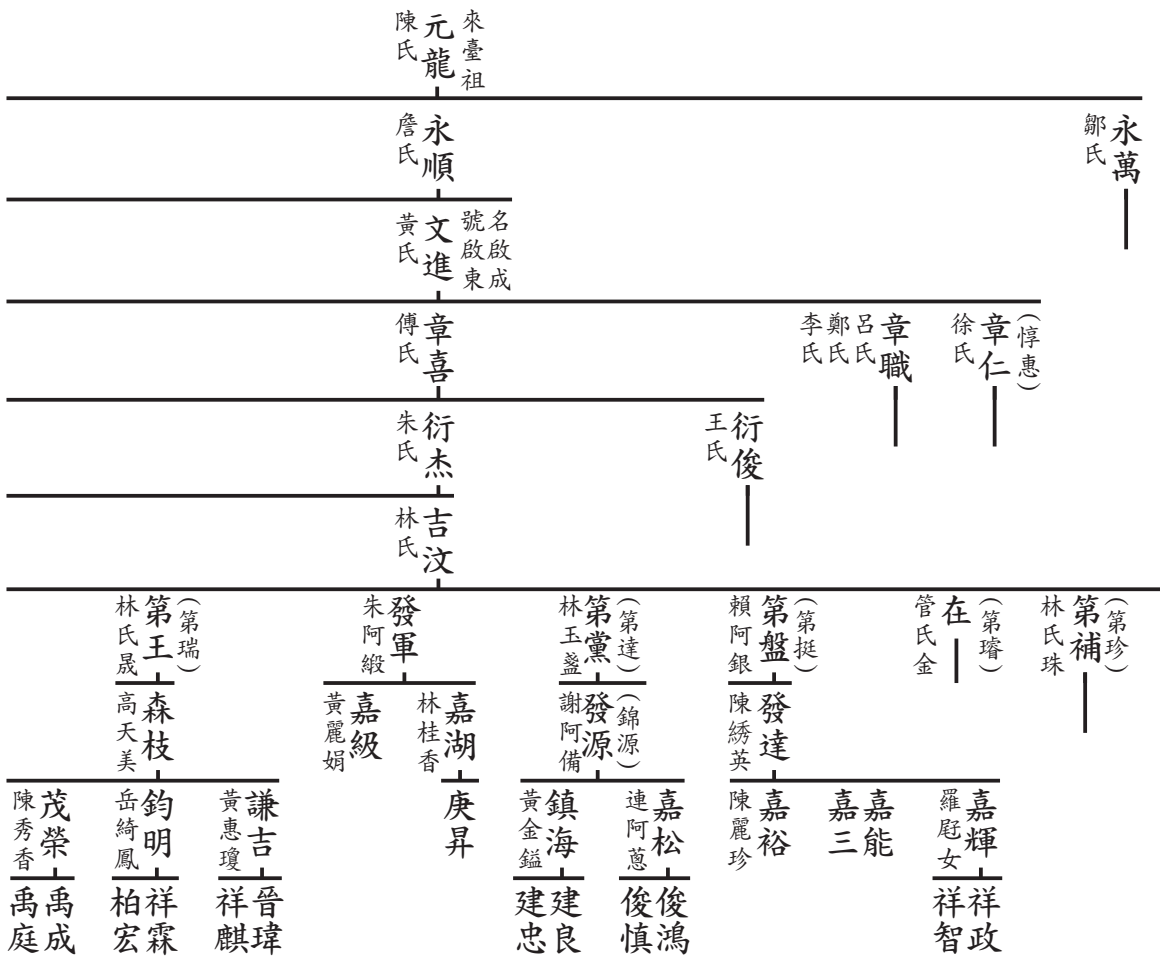 來臺祖
元龍
陳氏
永萬
鄒氏
永順
詹氏
名啟成
號啟東
文進
黃氏
(惇惠)
章仁
徐氏
章職
呂氏
鄭氏
李氏
章喜
傅氏
衍俊
王氏
衍杰
朱氏
吉汶
林氏
(第珍)
第補
林氏珠
(第璿)
在
管氏金
(第挺)
第盤
賴阿銀
(第達)
第黨
林玉盞
發軍
朱阿緞
(第瑞)
第王
林氏晟
發達
陳綉英
(錦源)
發源
謝阿備
嘉湖
林桂香
嘉級
黃麗娟
森枝
高天美
嘉輝
嘉能
嘉三
嘉裕
陳麗珍
嘉松
連阿蔥
鎮海
黃金鎰
庚昇
謙吉
黃惠瓊
鈞明
岳綺鳳
茂榮
陳秀香
祥政
祥智
俊鴻
俊慎
建良
建忠
晉瑋
祥麒
祥霖
柏宏
禹成
禹庭